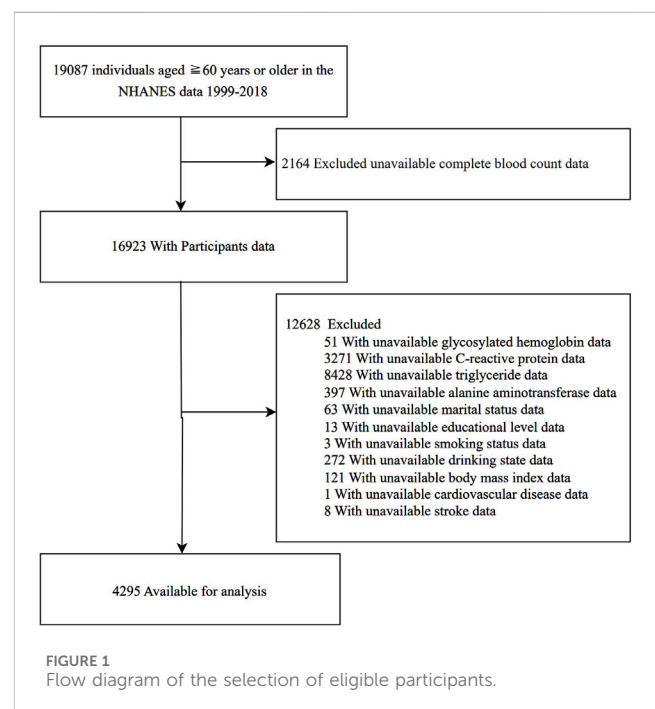 19087 individuals aged ≧60 years or older in the
NHANES data 1999-2018
2164 Excluded unavailable complete blood count data
16923 With Participants data
12628 Excluded
51 With unavailable glycosylated hemoglobin data
3271 With unavailable C-reactive protein data
8428 With unavailable triglyceride data
397 With unavailable alanine aminotransferase data
63 With unavailable marital status data
13 With unavailable educational level data
3 With unavailable smoking status data
272 With unavailable drinking state data
121 With unavailable body mass index data
1 With unavailable cardiovascular disease data
8 With unavailable stroke data
4295 Available for analysis
FIGURE 1
Flow diagram of the selection of eligible participants.